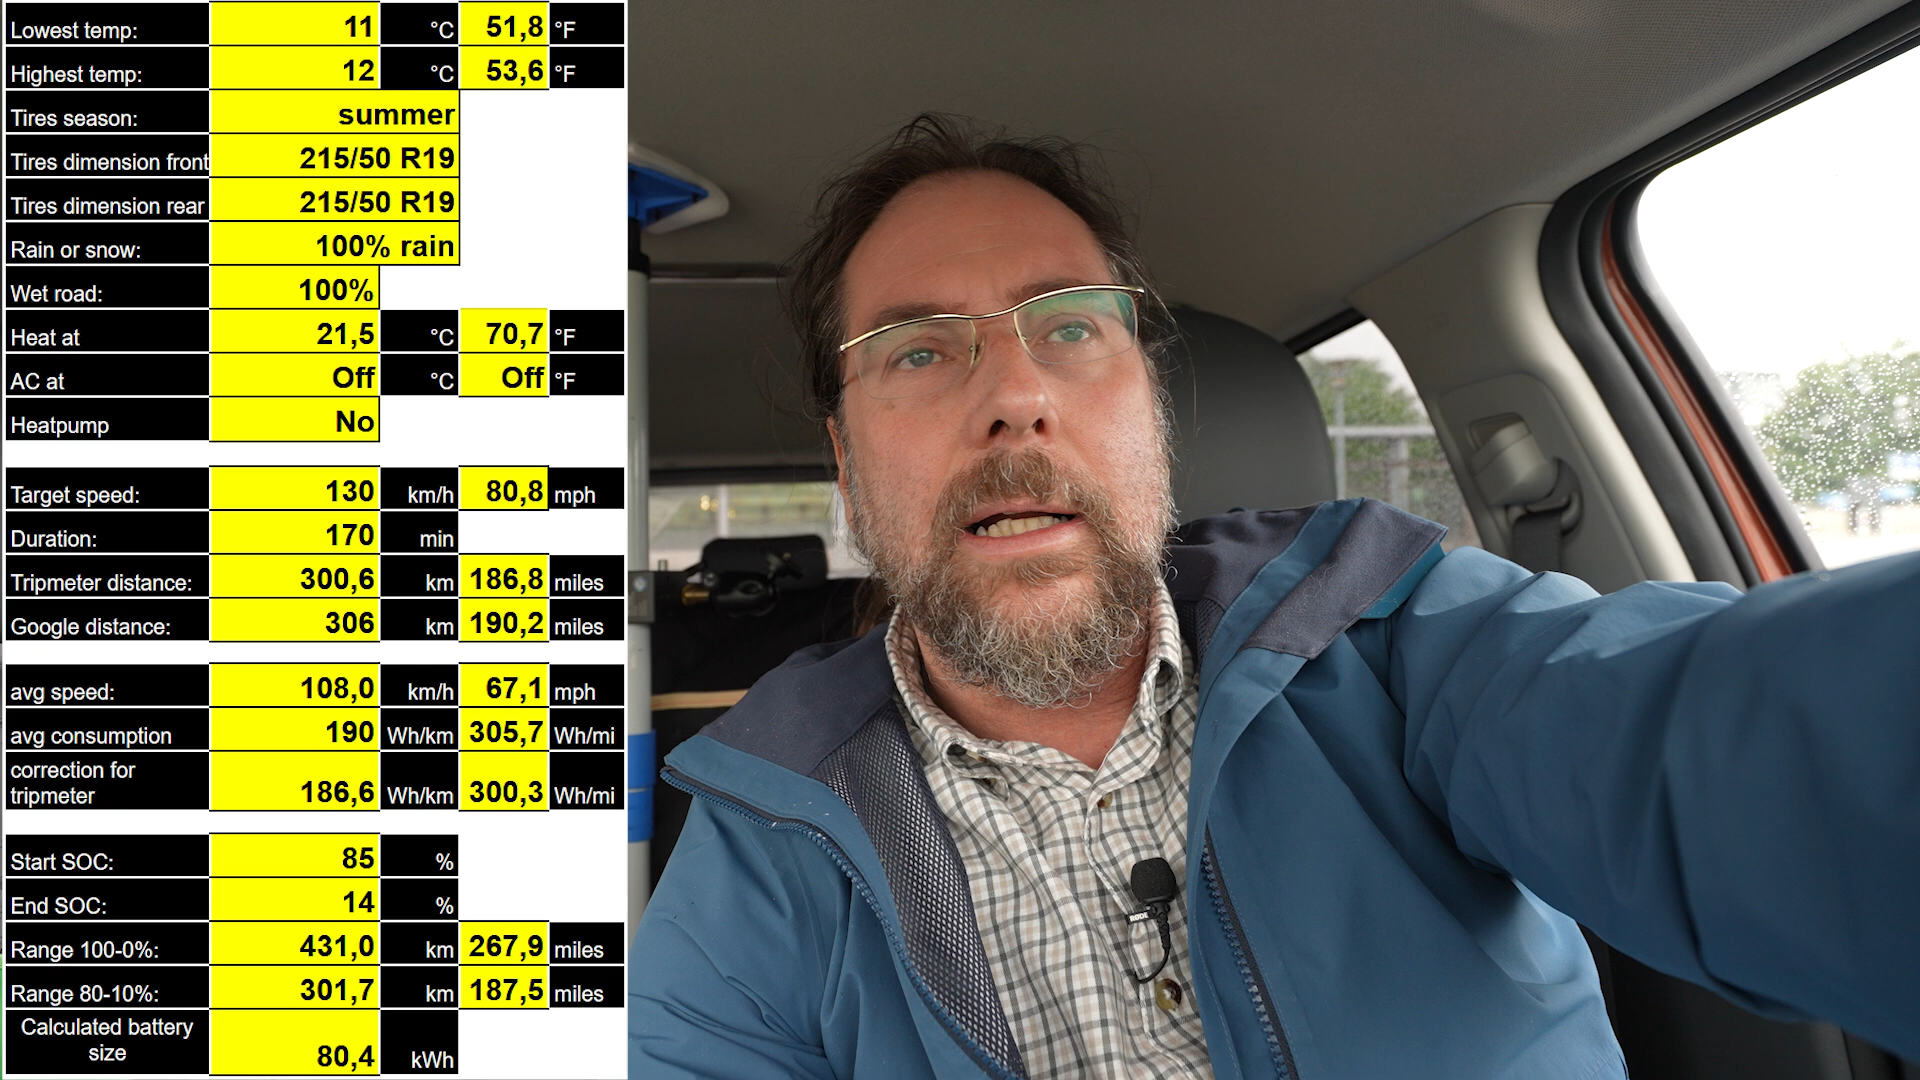 Lowest temp: 11 °C 51,8 °F
Highest temp: 12 °C 53,6 °F
Tires season: summer
Tires dimension front 215/50 R19
Tires dimension rear 215/50 R19
Rain or snow: 100% rain
Wet road: 100%
Heat at 21,5 °C 70,7 °F
AC at Off °C Off °F
Heatpump No
Target speed: 130 km/h 80,8 mph
Duration: 170 min
Tripmeter distance: 300,6 km 186,8 miles
Google distance: 306 km 190,2 miles
avg speed: 108,0 km/h 67,1 mph
avg consumption 190 Wh/km 305,7 Wh/mi
correction for
tripmeter 186,6 Wh/km 300,3 Wh/mi
Start SOC: 85 %
End SOC: 14 %
Range 100-0%: 431,0 km 267,9 miles
Range 80-10%: 301,7 km 187,5 miles
Calculated battery
size 80,4 kWh
RØDE